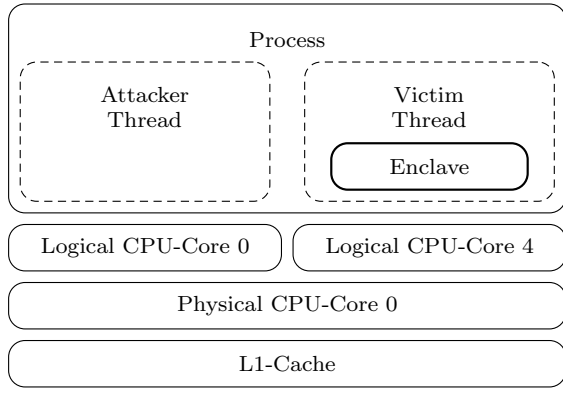 Process
Attacker
Thread
Victim
Thread
Enclave
Logical CPU-Core 0
Logical CPU-Core 4
Physical CPU-Core 0
L1-Cache